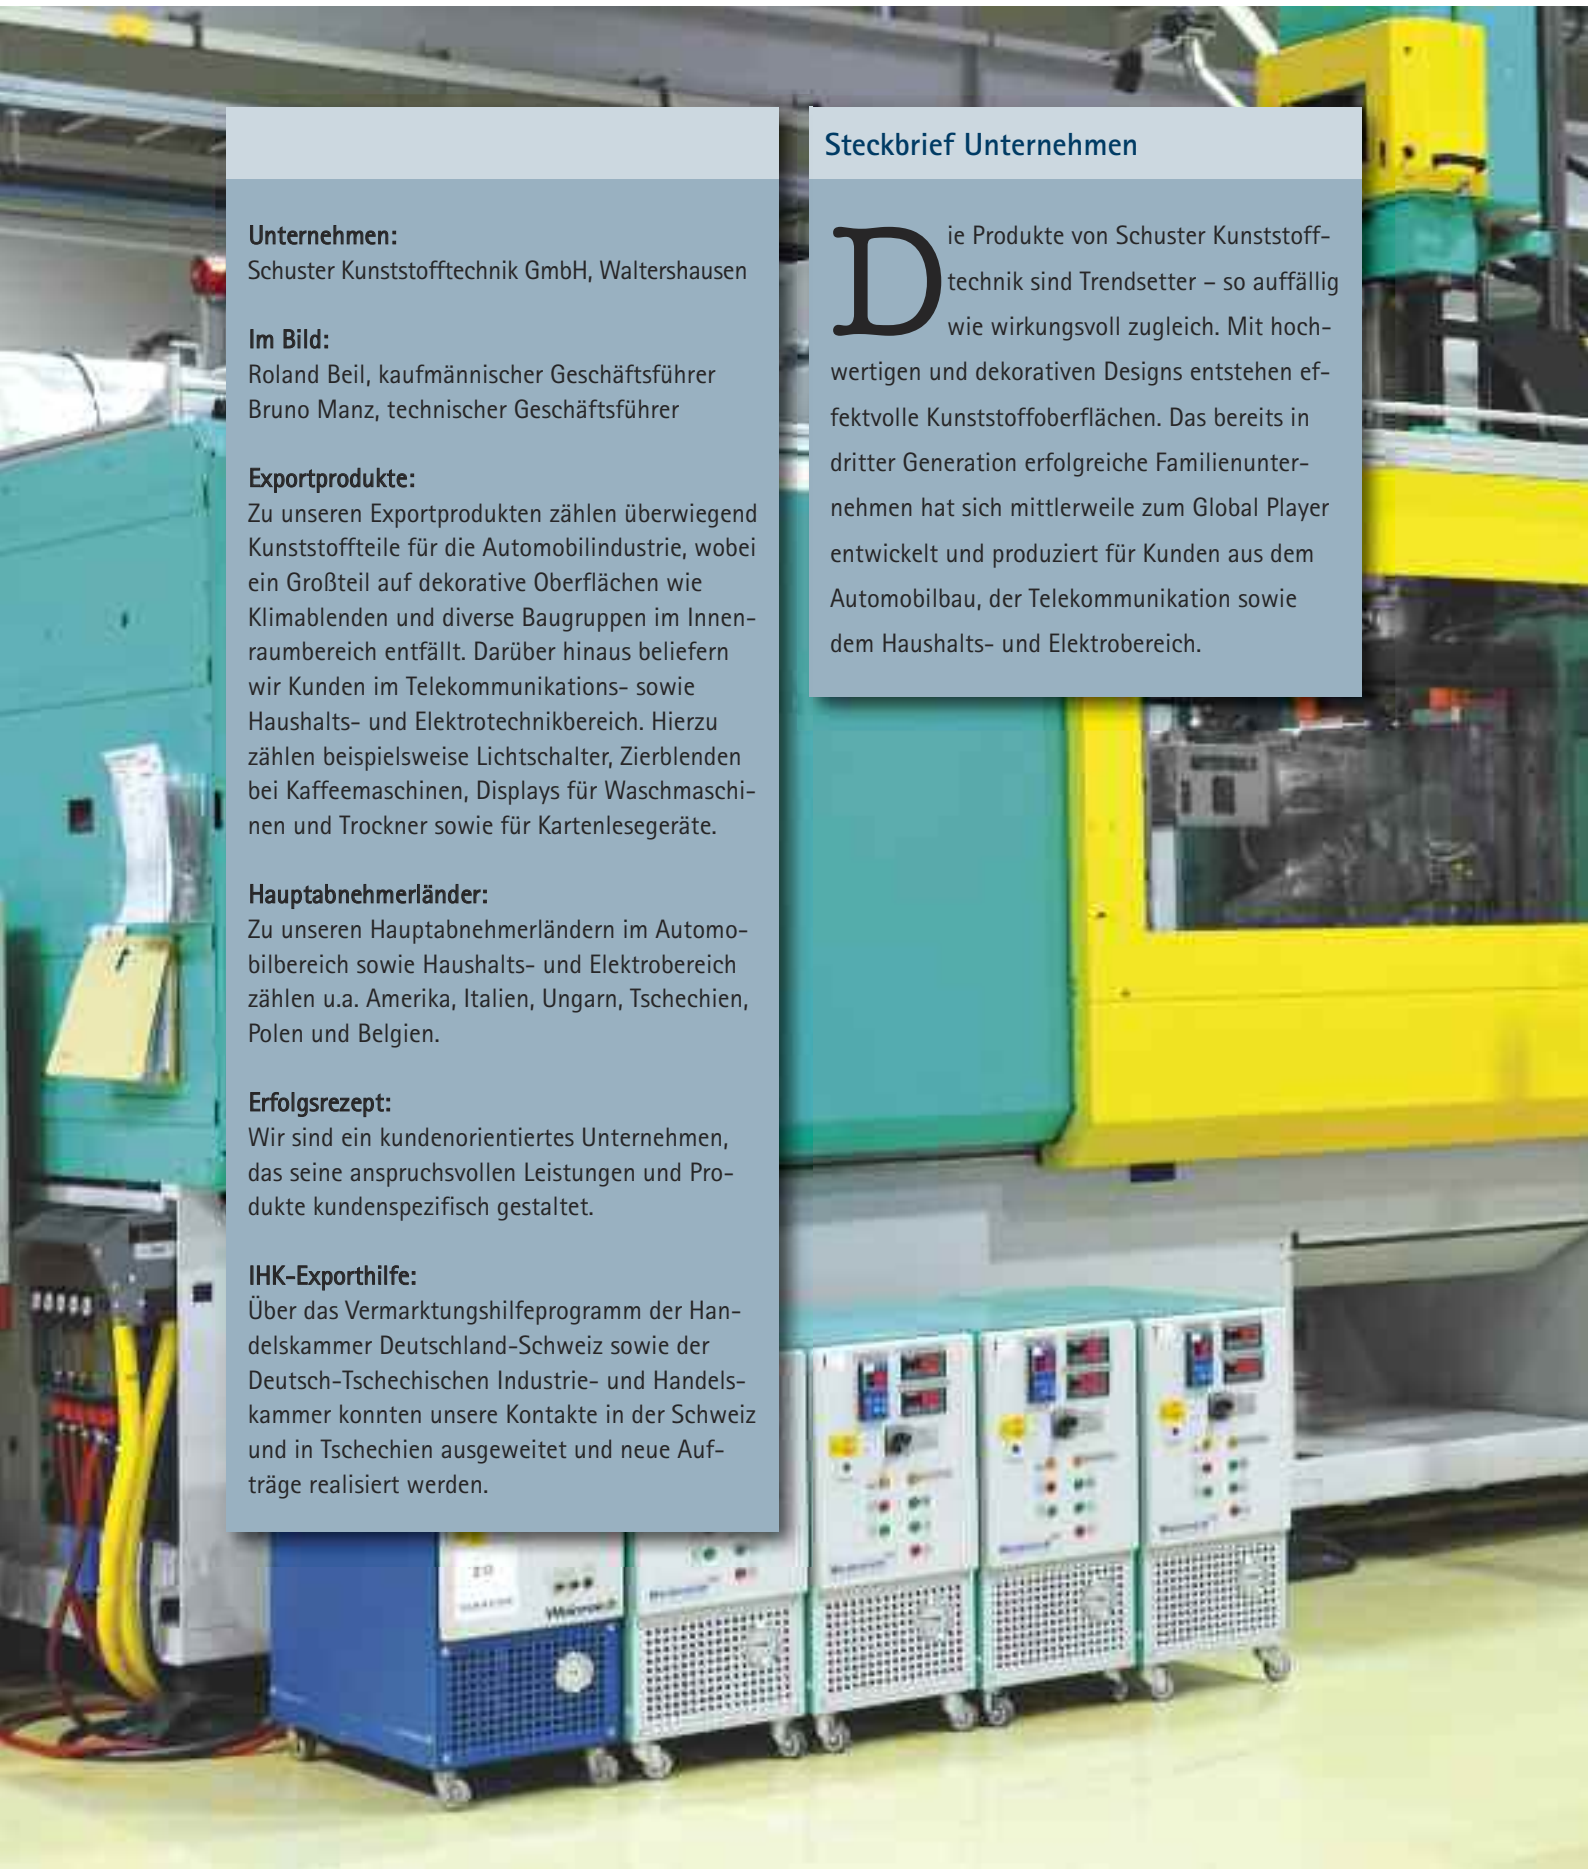 Unternehmen:
Schuster Kunststofftechnik GmbH, Waltershausen
Im Bild:
Roland Beil, kaufmännischer Geschäftsführer
Bruno Manz, technischer Geschäftsführer
Exportprodukte:
Zu unseren Exportprodukten zählen überwiegend
Kunststoffteile für die Automobilindustrie, wobei
ein Großteil auf dekorative Oberflächen wie
Klimablenden und diverse Baugruppen im Innen-
raumbereich entfällt. Darüber hinaus beliefern
wir Kunden im Telekommunikations- sowie
Haushalts- und Elektrotechnikbereich. Hierzu
zählen beispielsweise Lichtschalter, Zierblenden
bei Kaffeemaschinen, Displays für Waschmaschi-
nen und Trockner sowie für Kartenlesegeräte.
Hauptabnehmerländer:
Zu unseren Hauptabnehmerländern im Automo-
bilbereich sowie Haushalts- und Elektrobereich
zählen u.a. Amerika, Italien, Ungarn, Tschechien,
Polen und Belgien.
Erfolgsrezept:
Wir sind ein kundenorientiertes Unternehmen,
das seine anspruchsvollen Leistungen und Pro-
dukte kundenspezifisch gestaltet.
IHK-Exporthilfe:
Über das Vermarktungshilfeprogramm der Han-
delskammer Deutschland-Schweiz sowie der
Deutsch-Tschechischen Industrie- und Handels-
kammer konnten unsere Kontakte in der Schweiz
und in Tschechien ausgeweitet und neue Auf-
träge realisiert werden.
Steckbrief Unternehmen
Die Produkte von Schuster Kunststoff-
technik sind Trendsetter – so auffällig
wie wirkungsvoll zugleich. Mit hoch-
wertigen und dekorativen Designs entstehen ef-
fektvolle Kunststoffoberflächen. Das bereits in
dritter Generation erfolgreiche Familienunter-
nehmen hat sich mittlerweile zum Global Player
entwickelt und produziert für Kunden aus dem
Automobilbau, der Telekommunikation sowie
dem Haushalts- und Elektrobereich.